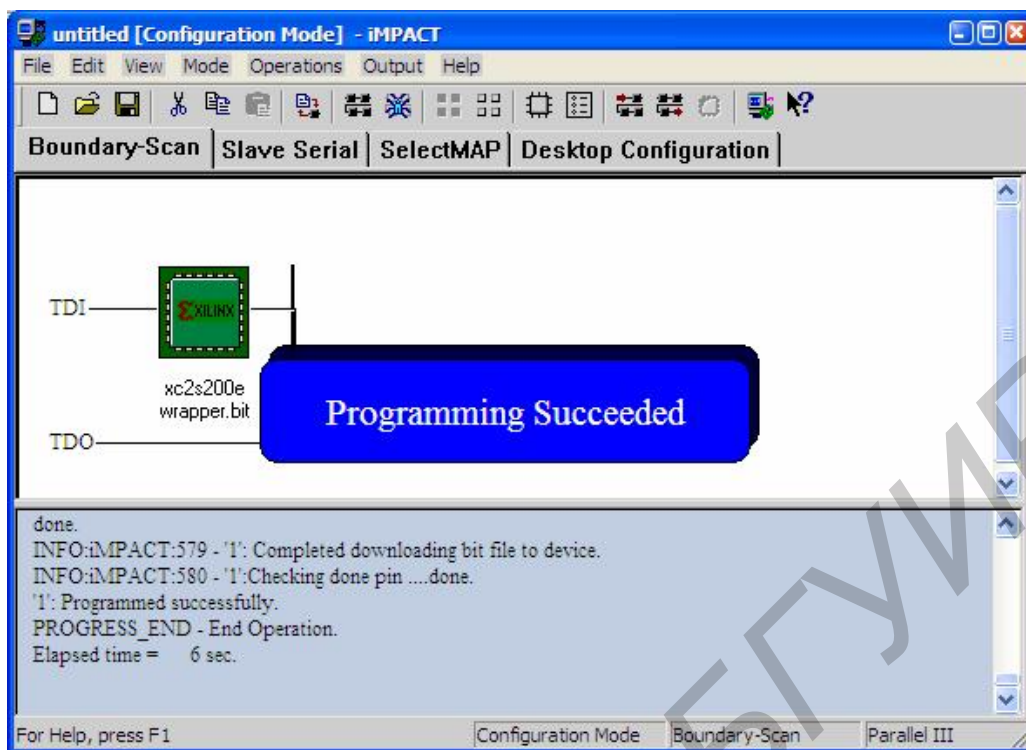 untitled [Configuration Mode] - iMPACT
File Edit View Mode Operations Output Help
Boundary-Scan Slave Serial SelectMAP Desktop Configuration
TDI
XILINX
xc2s200e
wrapper.bit
TDO
Programming Succeeded
done.
INFO:iMPACT:579 - '1': Completed downloading bit file to device.
INFO:iMPACT:580 - '1':Checking done pin ....done.
'1': Programmed successfully.
PROGRESS_END - End Operation.
Elapsed time = 6 sec.
For Help, press F1 Configuration Mode Boundary-Scan Parallel III
БГУИР